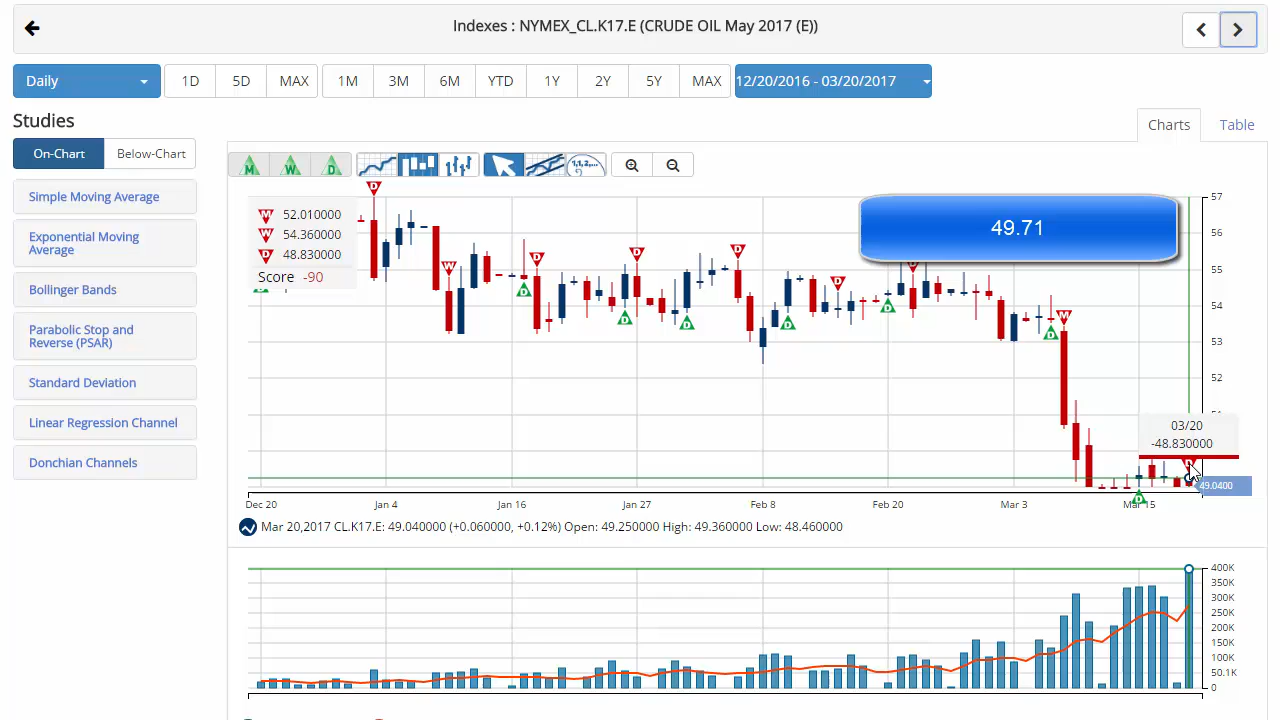 Indexes : NYMEX_CL.K17.E (CRUDE OIL May 2017 (E))
Daily 1D 5D MAX 1M 3M 6M YTD 1Y 2Y 5Y MAX 12/20/2016 - 03/20/2017
Studies
Charts Table
On-Chart Below-Chart
M W D 1,2,...
Simple Moving Average
Exponential Moving
Average
Bollinger Bands
Parabolic Stop and
Reverse (PSAR)
Standard Deviation
Linear Regression Channel
Donchian Channels
M 52.010000
W 54.360000
D 48.830000
Score -90
49.71
57
56
55
54
53
52
03/20
-48.830000
49.0400
Dec 20 Jan 4 Jan 16 Jan 27 Feb 8 Feb 20 Mar 3 Mar 15
Mar 20,2017 CL.K17.E: 49.040000 (+0.060000, +0.12%) Open: 49.250000 High: 49.360000 Low: 48.460000
400K
350K
300K
250K
200K
150K
100K
50.1K
0